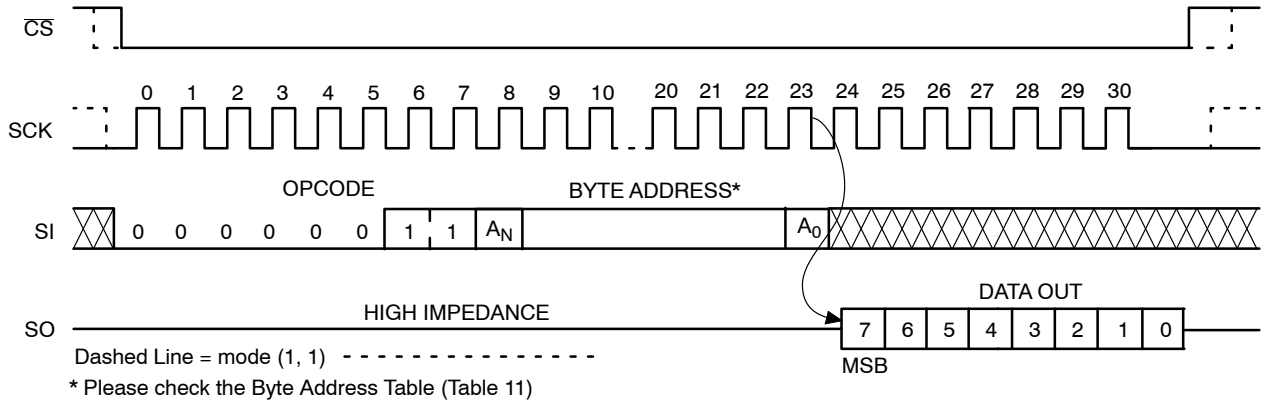 CS
0 1 2 3 4 5 6 7 8 9 10 20 21 22 23 24 25 26 27 28 29 30
SCK
OPCODE BYTE ADDRESS*
SI 0 0 0 0 0 0 1 1 AN A0
DATA OUT
HIGH IMPEDANCE
SO 7 6 5 4 3 2 1 0
Dashed Line = mode (1, 1) - - - - - - - - - - - - - -
MSB
* Please check the Byte Address Table (Table 11)